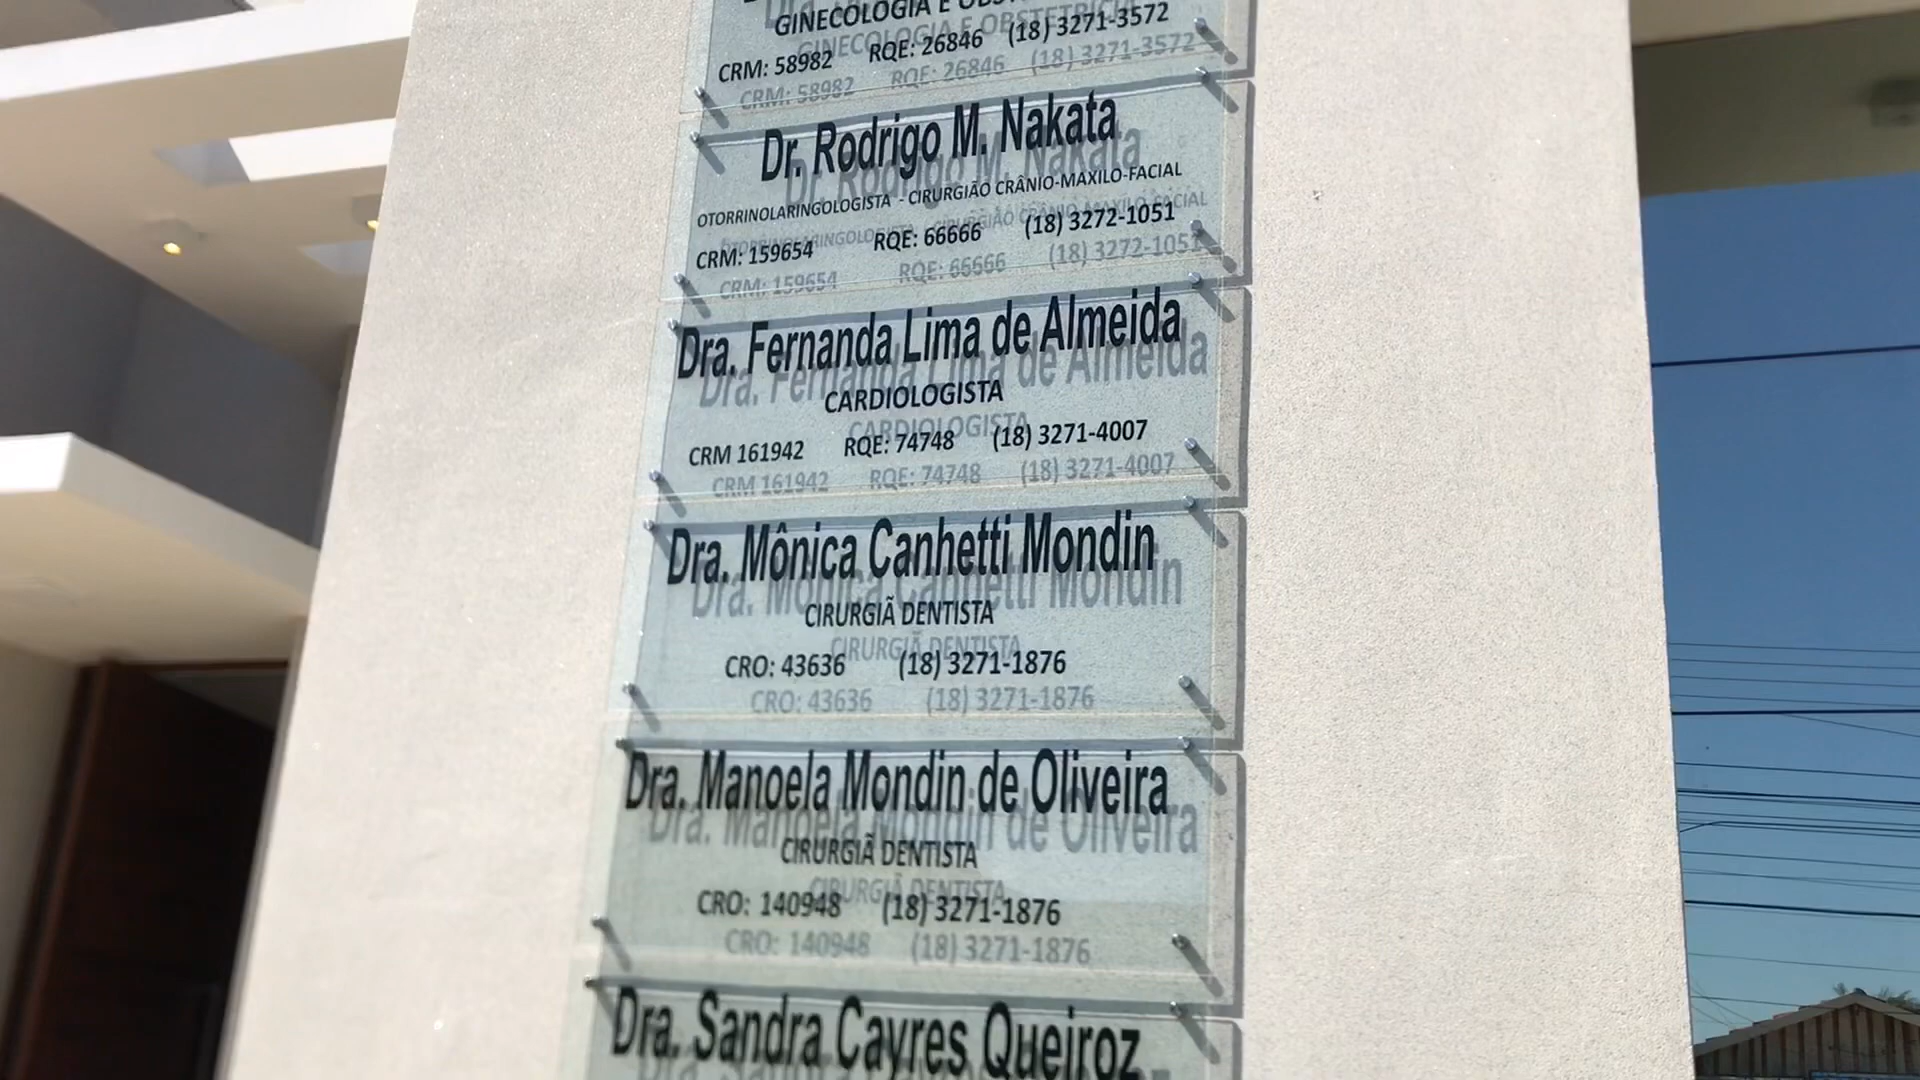 GINECOLOGIA E OBSTETRÍCIA
CRM: 58982 RQE: 26846 (18) 3271-3572
Dr. Rodrigo M. Nakata
OTORRINOLARINGOLOGISTA - CIRURGIÃO CRÂNIO-MAXILO-FACIAL
CRM: 159654 RQE: 66666 (18) 3272-1051
Dra. Fernanda Lima de Almeida
CARDIOLOGISTA
CRM 161942 RQE: 74748 (18) 3271-4007
Dra. Mônica Canhetti Mondin
CIRURGIÃ DENTISTA
CRO: 43636 (18) 3271-1876
Dra. Manoela Mondin de Oliveira
CIRURGIÃ DENTISTA
CRO: 140948 (18) 3271-1876
Dra. Sandra Cayres Queiroz